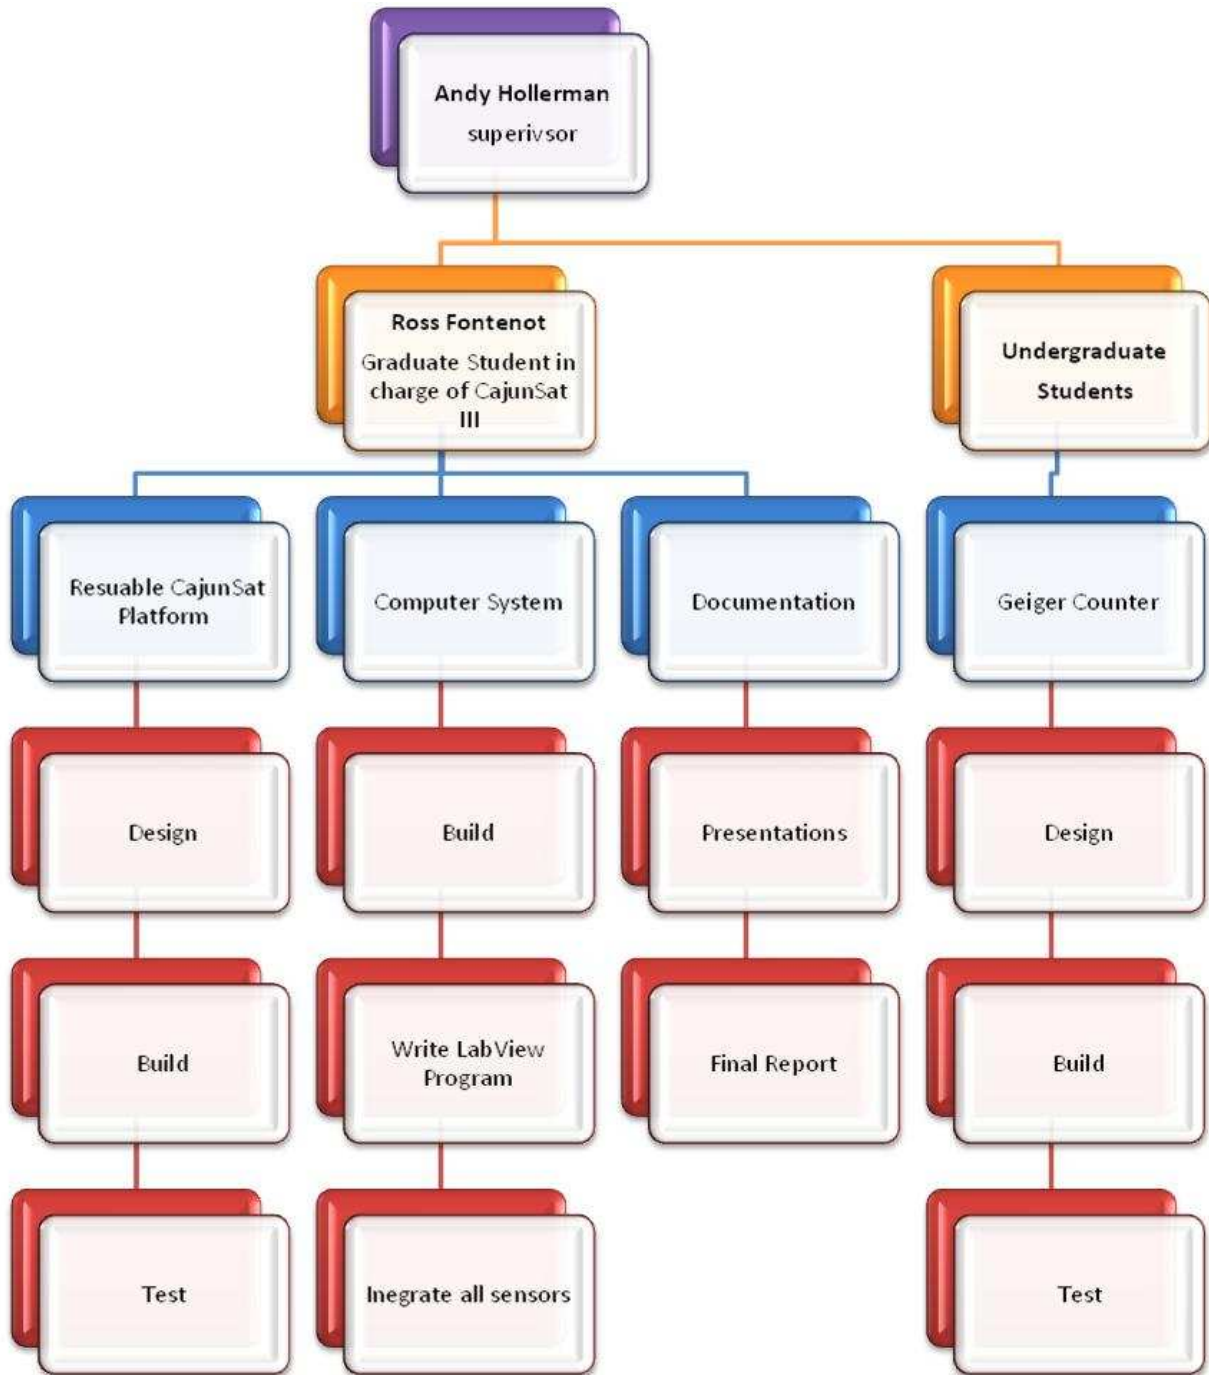 Andy Hollerman
superivsor
Ross Fontenot
Graduate Student in
charge of CajunSat
III
Undergraduate
Students
Resuable CajunSat
Platform
Computer System
Documentation
Geiger Counter
Design
Build
Presentations
Design
Build
Write LabView
Program
Final Report
Build
Test
Inegrate all sensors
Test